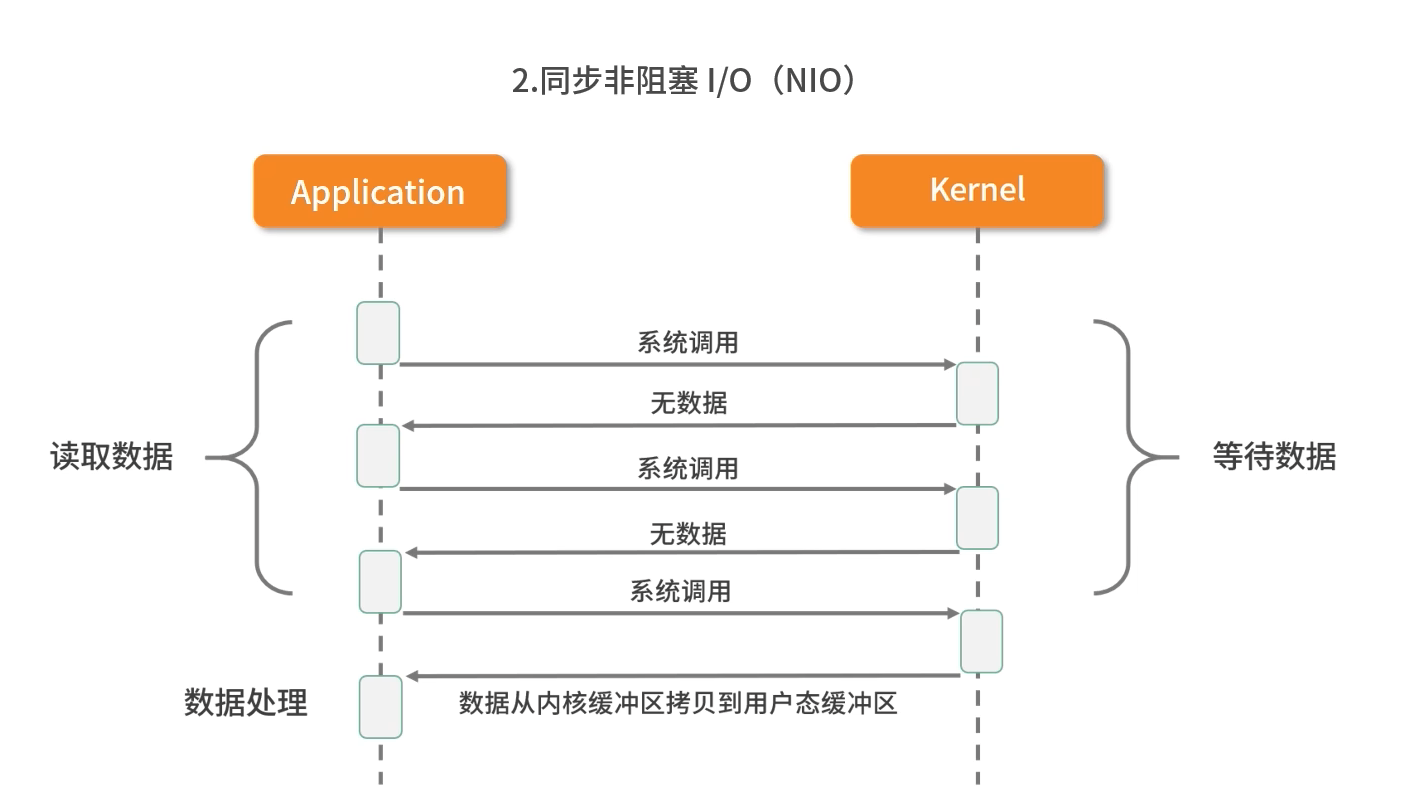 2.同步非阻塞 I/O（NIO）
Application
Kernel
系统调用
无数据
读取数据
系统调用
等待数据
无数据
系统调用
数据处理
数据从内核缓冲区拷贝到用户态缓冲区